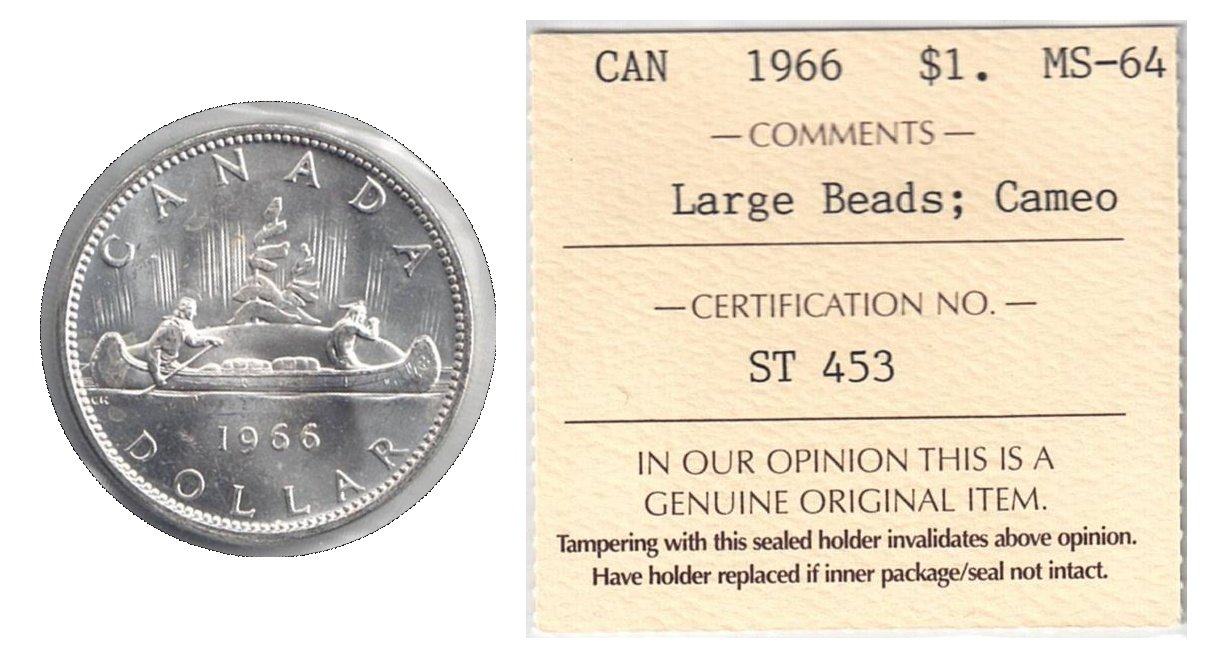 CANADA
1966
DOLLAR
CAN 1966 $1. MS-64
— COMMENTS —
Large Beads; Cameo
— CERTIFICATION NO. —
ST 453
IN OUR OPINION THIS IS A
GENUINE ORIGINAL ITEM.
Tampering with this sealed holder invalidates above opinion.
Have holder replaced if inner package/seal not intact.